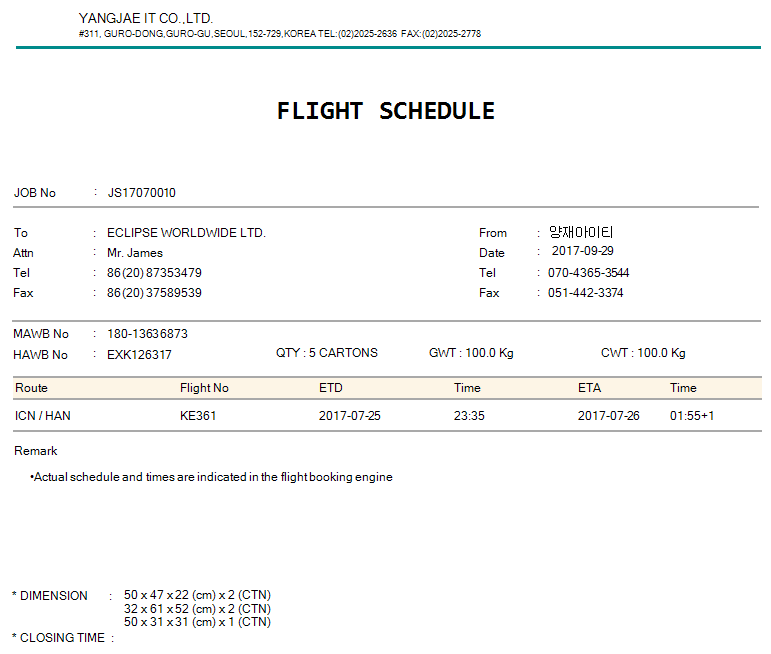 YANGJAE IT CO.,LTD.
#311, GURO-DONG,GURO-GU,SEOUL,152-729,KOREA TEL:(02)2025-2636 FAX:(02)2025-2778
FLIGHT SCHEDULE
JOB No : JS17070010
To : ECLIPSE WORLDWIDE LTD. From : 양재아이티
Attn : Mr. James Date : 2017-09-29
Tel : 86(20)87353479 Tel : 070-4365-3544
Fax : 86(20)37589539 Fax : 051-442-3374
MAWB No : 180-13636873
HAWB No : EXK126317 QTY : 5 CARTONS GWT : 100.0 Kg CWT : 100.0 Kg
Route Flight No ETD Time ETA Time
ICN / HAN KE361 2017-07-25 23:35 2017-07-26 01:55+1
Remark
•Actual schedule and times are indicated in the flight booking engine
* DIMENSION : 50 x 47 x 22 (cm) x 2 (CTN)
32 x 61 x 52 (cm) x 2 (CTN)
50 x 31 x 31 (cm) x 1 (CTN)
* CLOSING TIME :